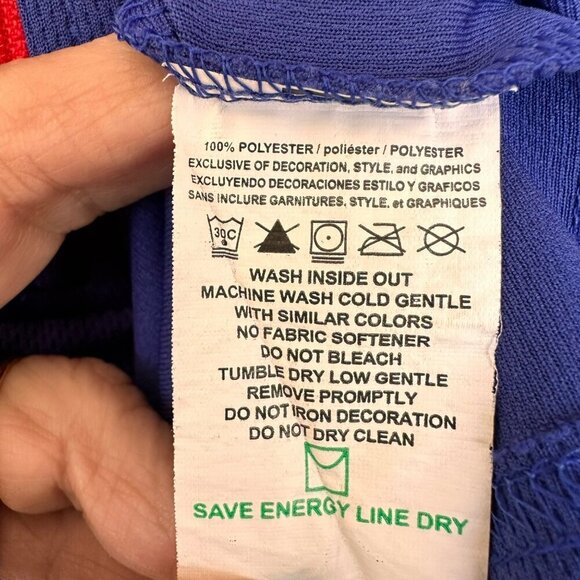 100% POLYESTER / poliéster / POLYESTER
EXCLUSIVE OF DECORATION, STYLE, and GRAPHICS
EXCLUYENDO DECORACIONES ESTILO Y GRAFICOS
SANS INCLURE GARNITURES, STYLE, et GRAPHIQUES
30C
WASH INSIDE OUT
MACHINE WASH COLD GENTLE
WITH SIMILAR COLORS
NO FABRIC SOFTENER
DO NOT BLEACH
TUMBLE DRY LOW GENTLE
REMOVE PROMPTLY
DO NOT IRON DECORATION
DO NOT DRY CLEAN
SAVE ENERGY LINE DRY